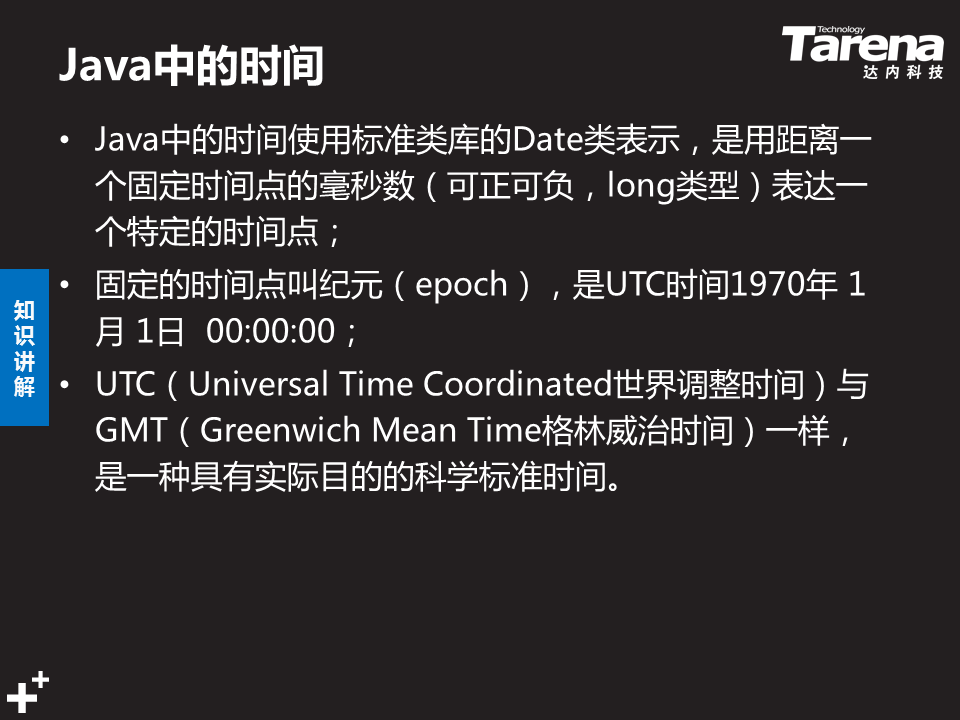 Java中的时间
Technology
Tarena
达内科技
• Java中的时间使用标准类库的Date类表示，是用距离一
个固定时间点的毫秒数（可正可负，long类型）表达一
个特定的时间点；
• 固定的时间点叫纪元（epoch），是UTC时间1970年 1
月 1日  00:00:00；
• UTC（Universal Time Coordinated世界调整时间）与
GMT（Greenwich Mean Time格林威治时间）一样，
是一种具有实际目的的科学标准时间。
知
识
讲
解